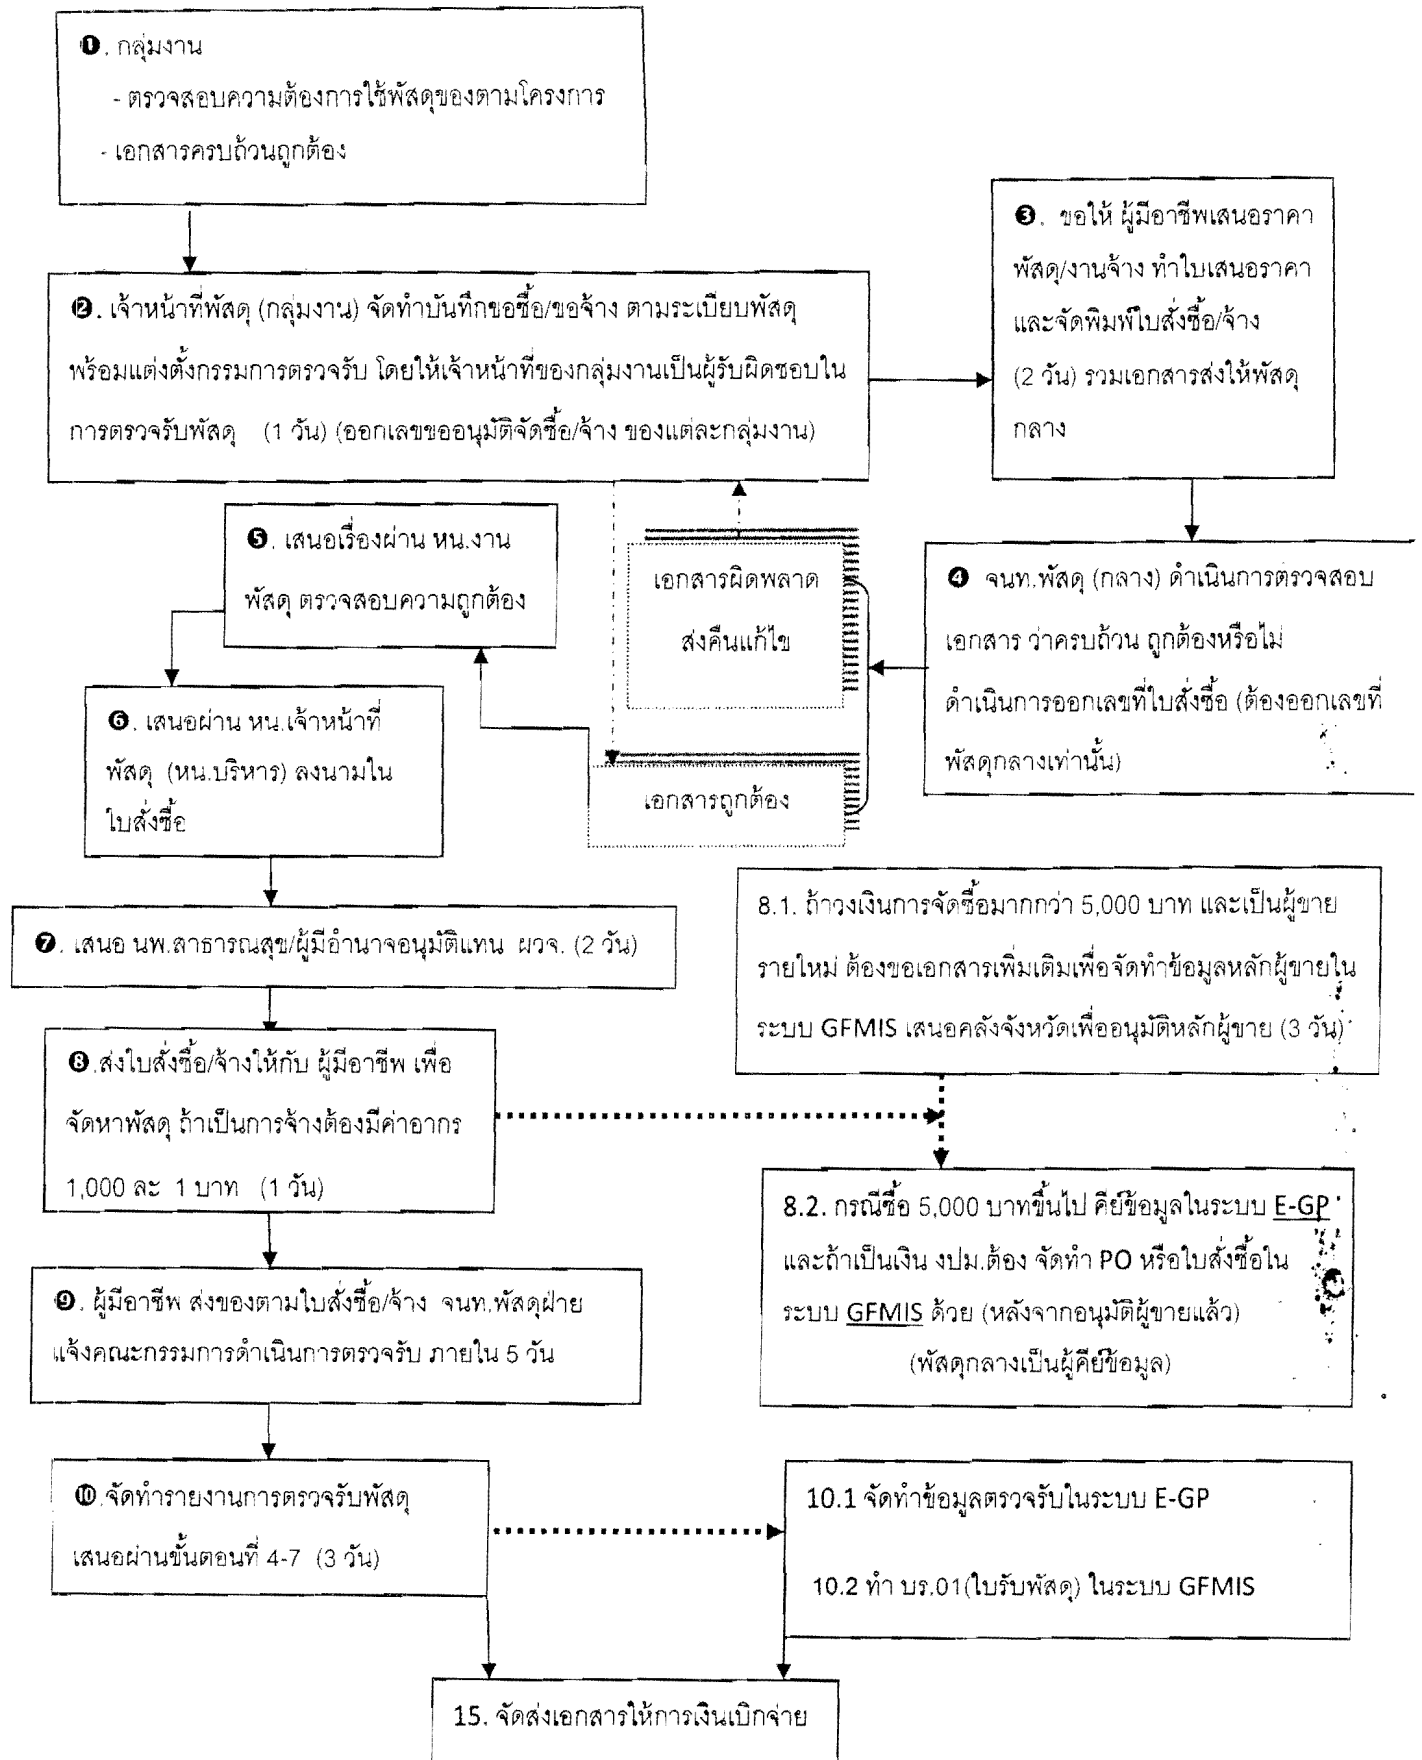 ❶. กลุ่มงาน
- ตรวจสอบความต้องการใช้พัสดุของตามโครงการ
- เอกสารครบถ้วนถูกต้อง
❷. เจ้าหน้าที่พัสดุ (กลุ่มงาน) จัดทำบันทึกขอซื้อ/ขอจ้าง ตามระเบียบพัสดุ
พร้อมแต่งตั้งกรรมการตรวจรับ โดยให้เจ้าหน้าที่ของกลุ่มงานเป็นผู้รับผิดชอบใน
การตรวจรับพัสดุ (1 วัน) (ออกเลขขออนุมัติจัดซื้อ/จ้าง ของแต่ละกลุ่มงาน)
❸. ขอให้ ผู้มีอาชีพเสนอราคา
พัสดุ/งานจ้าง ทำใบเสนอราคา
และจัดพิมพ์ใบสั่งซื้อ/จ้าง
(2 วัน) รวมเอกสารส่งให้พัสดุ
กลาง
❹ จนท.พัสดุ (กลาง) ดำเนินการตรวจสอบ
เอกสาร ว่าครบถ้วน ถูกต้องหรือไม่
ดำเนินการออกเลขที่ใบสั่งซื้อ (ต้องออกเลขที่
พัสดุกลางเท่านั้น)
เอกสารผิดพลาด
ส่งคืนแก้ไข
เอกสารถูกต้อง
❺. เสนอเรื่องผ่าน หน.งาน
พัสดุ ตรวจสอบความถูกต้อง
❻. เสนอผ่าน หน.เจ้าหน้าที่
พัสดุ (หน.บริหาร) ลงนามใน
ใบสั่งซื้อ
❼. เสนอ นพ.สาธารณสุข/ผู้มีอำนาจอนุมัติแทน ผวจ. (2 วัน)
❽.ส่งใบสั่งซื้อ/จ้างให้กับ ผู้มีอาชีพ เพื่อ
จัดหาพัสดุ ถ้าเป็นการจ้างต้องมีค่าอากร
1,000 ละ 1 บาท (1 วัน)
8.1. ถ้าวงเงินการจัดซื้อมากกว่า 5,000 บาท และเป็นผู้ขาย
รายใหม่ ต้องขอเอกสารเพิ่มเติมเพื่อจัดทำข้อมูลหลักผู้ขายใน
ระบบ GFMIS เสนอคลังจังหวัดเพื่ออนุมัติหลักผู้ขาย (3 วัน)
8.2. กรณีซื้อ 5,000 บาทขึ้นไป คีย์ข้อมูลในระบบ E-GP
และถ้าเป็นเงิน งปม.ต้อง จัดทำ PO หรือใบสั่งซื้อใน
ระบบ GFMIS ด้วย (หลังจากอนุมัติผู้ขายแล้ว)
(พัสดุกลางเป็นผู้คีย์ข้อมูล)
❾. ผู้มีอาชีพ ส่งของตามใบสั่งซื้อ/จ้าง จนท.พัสดุฝ่าย
แจ้งคณะกรรมการดำเนินการตรวจรับ ภายใน 5 วัน
❿.จัดทำรายงานการตรวจรับพัสดุ
เสนอผ่านขั้นตอนที่ 4-7 (3 วัน)
10.1 จัดทำข้อมูลตรวจรับในระบบ E-GP
10.2 ทำ บร.01(ใบรับพัสดุ) ในระบบ GFMIS
15. จัดส่งเอกสารให้การเงินเบิกจ่าย